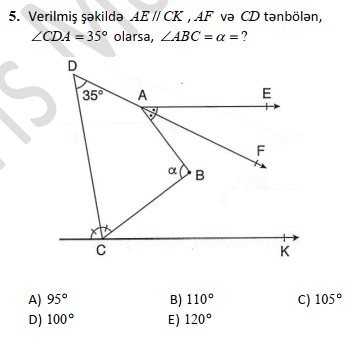 5. Verilmiş şəkildə AE // CK , AF və CD tənbölən,
∠CDA = 35° olarsa, ∠ABC = α = ?
D
35°
A
E
F
α
B
C
K
A) 95° B) 110° C) 105°
D) 100° E) 120°